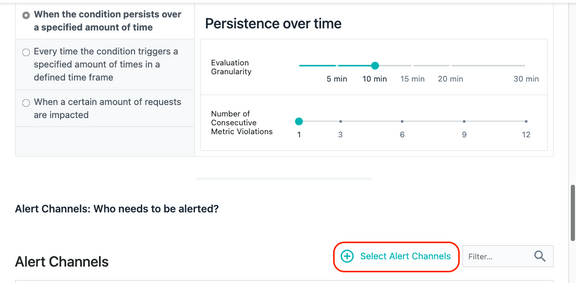 When the condition persists over
a specified amount of time
Every time the condition triggers a
specified amount of times in a
defined time frame
When a certain amount of requests
are impacted
Persistence over time
Evaluation
Granularity
5 min 10 min 15 min 20 min 30 min
Number of
Consecutive
Metric Violations
1 3 6 9 12
Alert Channels: Who needs to be alerted?
Alert Channels
Select Alert Channels
Filter...